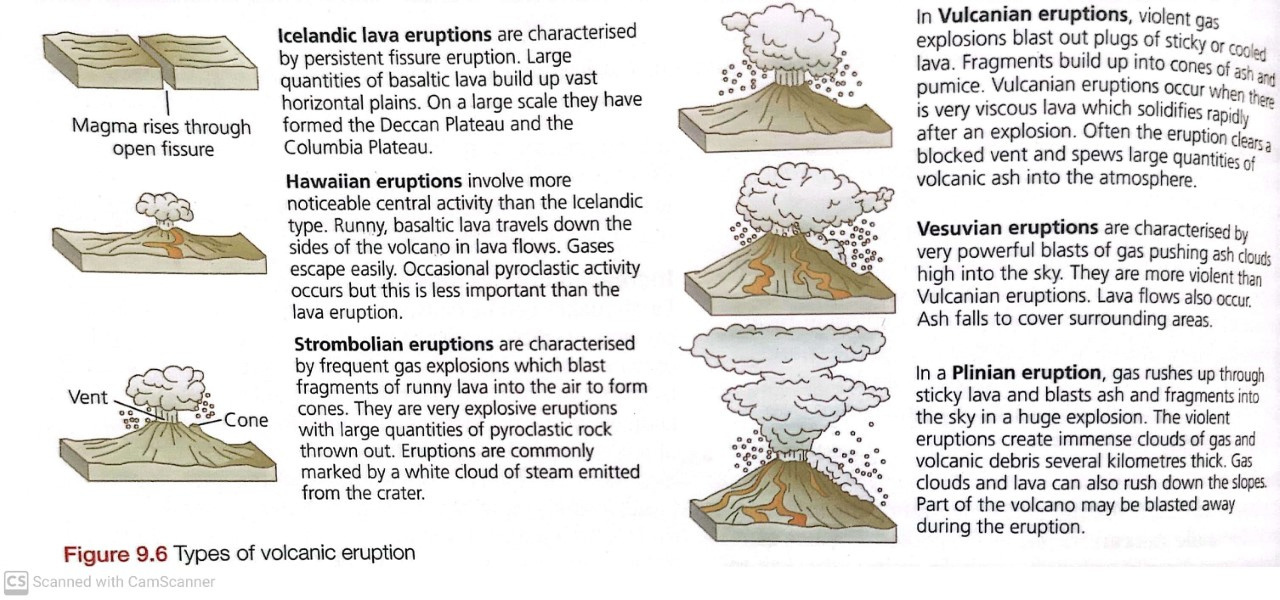 Magma rises through
open fissure
Icelandic lava eruptions are characterised
by persistent fissure eruption. Large
quantities of basaltic lava build up vast
horizontal plains. On a large scale they have
formed the Deccan Plateau and the
Columbia Plateau.
Hawaiian eruptions involve more
noticeable central activity than the Icelandic
type. Runny, basaltic lava travels down the
sides of the volcano in lava flows. Gases
escape easily. Occasional pyroclastic activity
occurs but this is less important than the
lava eruption.
Vent
Cone
Strombolian eruptions are characterised
by frequent gas explosions which blast
fragments of runny lava into the air to form
cones. They are very explosive eruptions
with large quantities of pyroclastic rock
thrown out. Eruptions are commonly
marked by a white cloud of steam emitted
from the crater.
In Vulcanian eruptions, violent gas
explosions blast out plugs of sticky or cooled
lava. Fragments build up into cones of ash and
pumice. Vulcanian eruptions occur when there
is very viscous lava which solidifies rapidly
after an explosion. Often the eruption clears a
blocked vent and spews large quantities of
volcanic ash into the atmosphere.
Vesuvian eruptions are characterised by
very powerful blasts of gas pushing ash clouds
high into the sky. They are more violent than
Vulcanian eruptions. Lava flows also occur.
Ash falls to cover surrounding areas.
In a Plinian eruption, gas rushes up through
sticky lava and blasts ash and fragments into
the sky in a huge explosion. The violent
eruptions create immense clouds of gas and
volcanic debris several kilometres thick. Gas
clouds and lava can also rush down the slopes.
Part of the volcano may be blasted away
during the eruption.
Figure 9.6 Types of volcanic eruption
CS Scanned with CamScanner